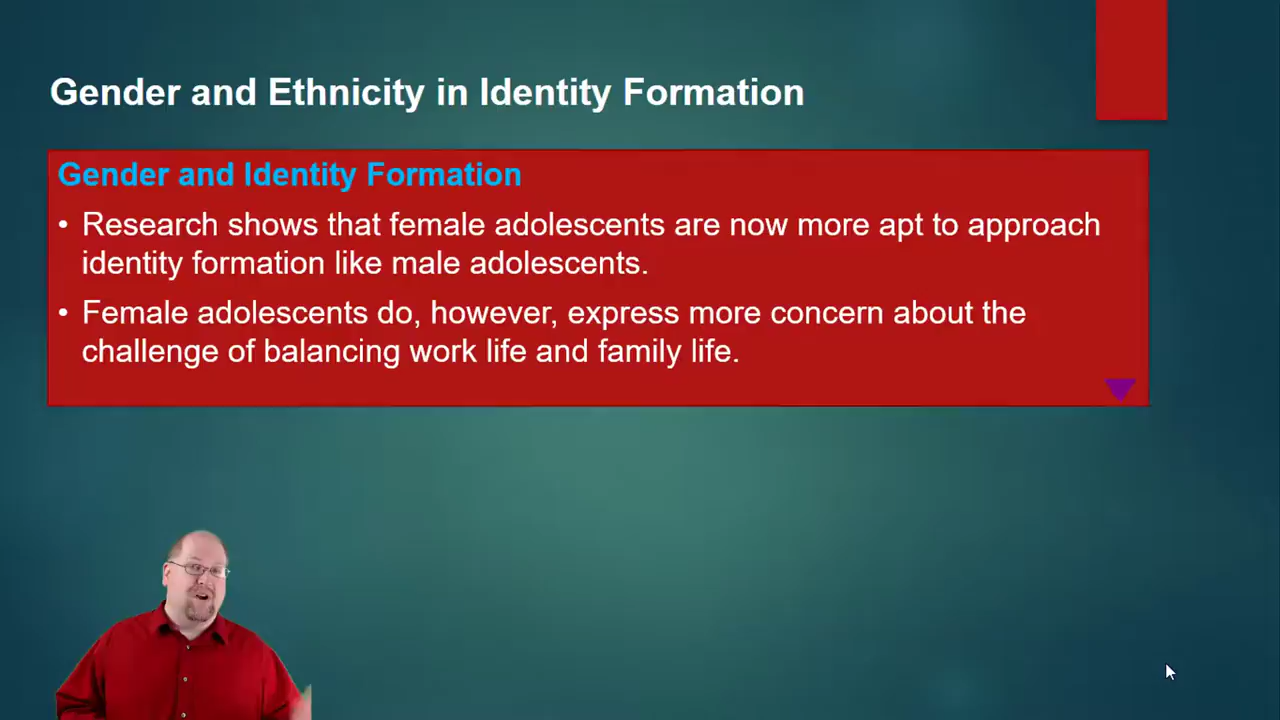 Gender and Ethnicity in Identity Formation
Gender and Identity Formation
• Research shows that female adolescents are now more apt to approach
identity formation like male adolescents.
• Female adolescents do, however, express more concern about the
challenge of balancing work life and family life.